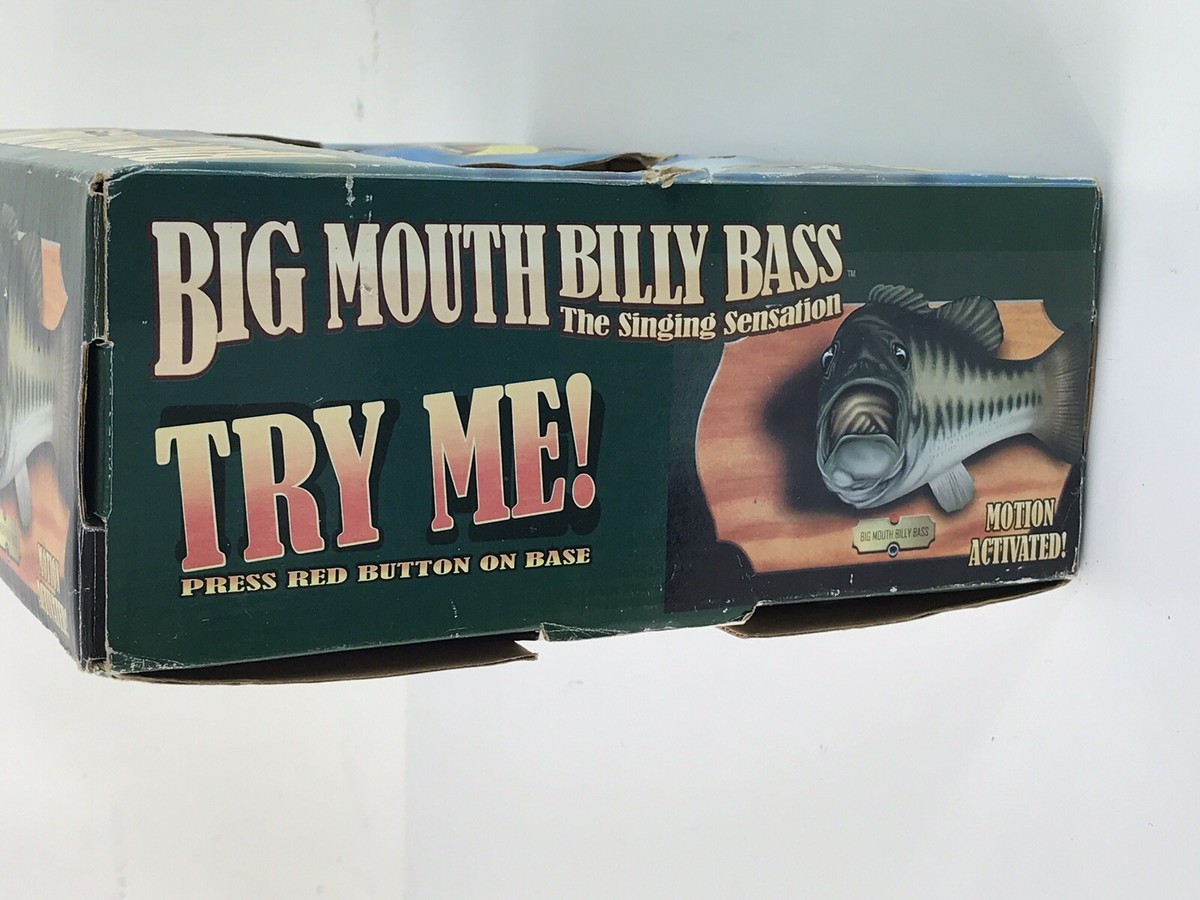 BIG MOUTH BILLY BASS™
The Singing Sensation
TRY ME!
PRESS RED BUTTON ON BASE
BIG MOUTH BILLY BASS
MOTION
ACTIVATED!